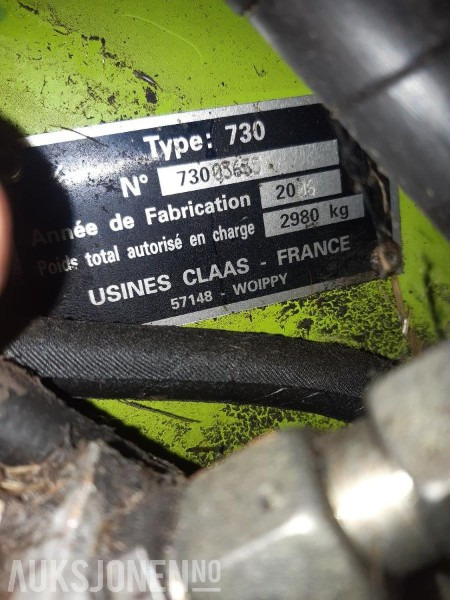 Type: 730
N°
Année de Fabrication
Poids total autorisé en charge 2980 kg
USINES CLAAS - FRANCE
57148 - WOIPPY
AUKSJONEN.NO